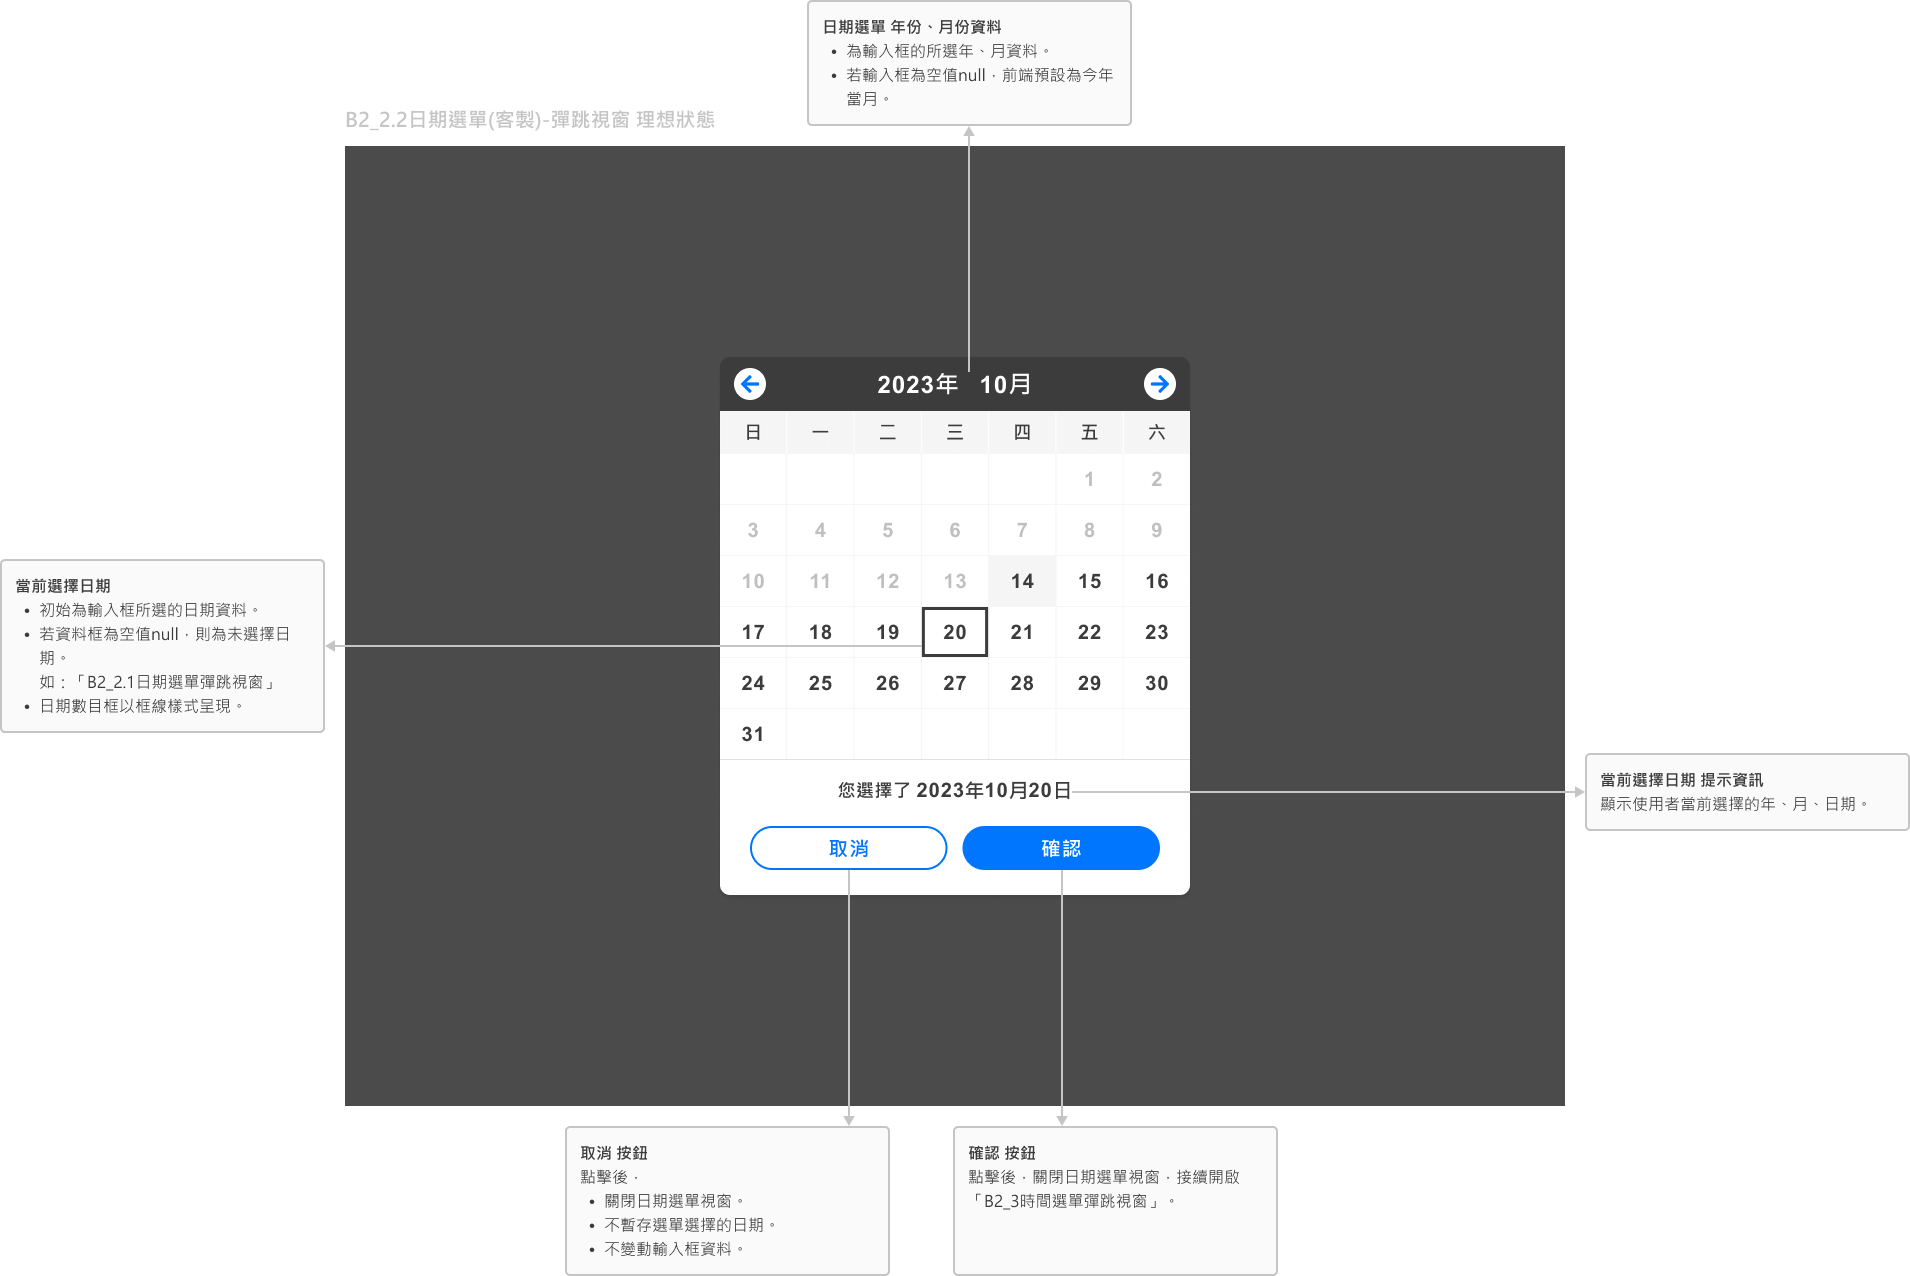 日期選單 年份、月份資料
• 為輸入框的所選年、月資料。
• 若輸入框為空值null，前端預設為今年
當月。
B2_2.2日期選單(客製)-彈跳視窗 理想狀態
2023年 10月
日 一 二 三 四 五 六
1 2
3 4 5 6 7 8 9
10 11 12 13 14 15 16
17 18 19 20 21 22 23
24 25 26 27 28 29 30
31
您選擇了 2023年10月20日
取消 確認
當前選擇日期
• 初始為輸入框所選的日期資料。
• 若資料框為空值null，則為未選擇日
期。
如：「B2_2.1日期選單彈跳視窗」
• 日期數目框以框線樣式呈現。
當前選擇日期 提示資訊
顯示使用者當前選擇的年、月、日期。
取消 按鈕
點擊後，
• 關閉日期選單視窗。
• 不暫存選單選擇的日期。
• 不變動輸入框資料。
確認 按鈕
點擊後，關閉日期選單視窗，接續開啟
「B2_3時間選單彈跳視窗」。